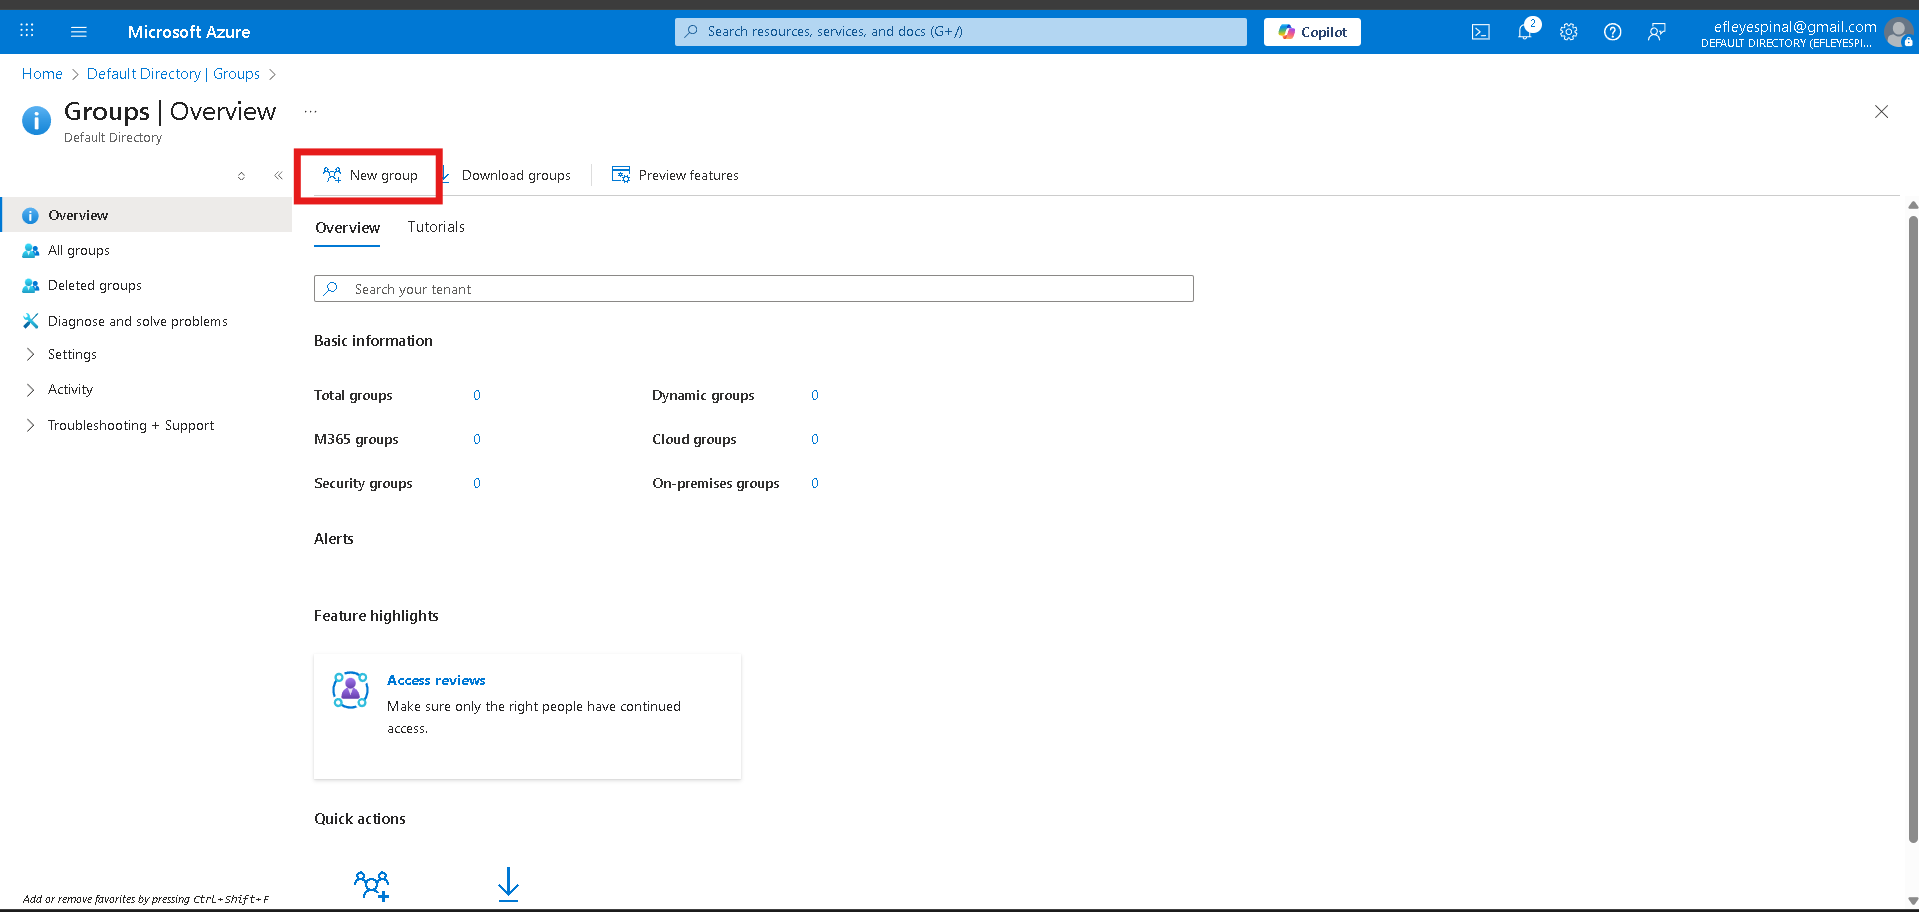 Microsoft Azure
Search resources, services, and docs (G+/)
Copilot
2
efleyespinal@gmail.com
DEFAULT DIRECTORY (EFLEYESPI...
Home > Default Directory | Groups >
Groups | Overview ...
Default Directory
New group
Download groups
Preview features
Overview
All groups
Deleted groups
Diagnose and solve problems
Settings
Activity
Troubleshooting + Support
Add or remove favorites by pressing Ctrl+Shift+F
Overview Tutorials
Search your tenant
Basic information
Total groups 0 Dynamic groups 0
M365 groups 0 Cloud groups 0
Security groups 0 On-premises groups 0
Alerts
Feature highlights
Access reviews
Make sure only the right people have continued
access.
Quick actions